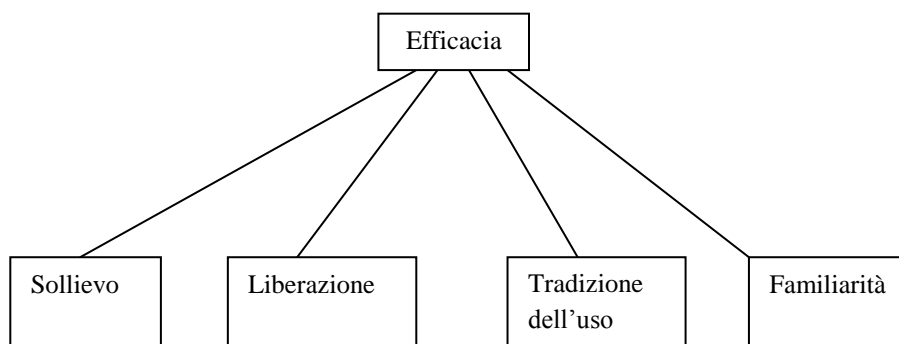 Efficacia
Sollievo
Liberazione
Tradizione
dell’uso
Familiarità